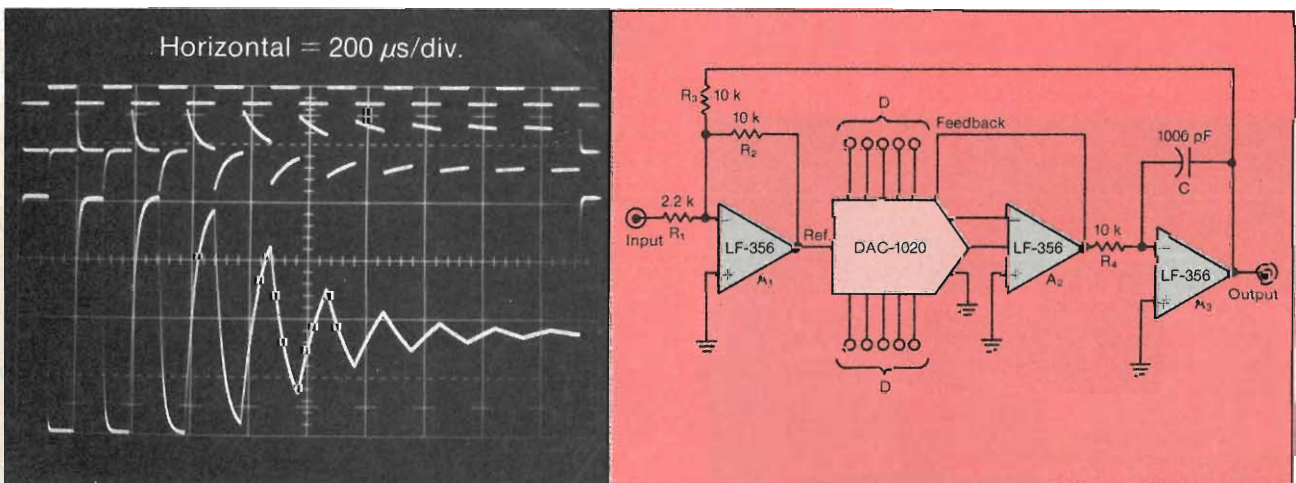 Horizontal = 200 μs/div.
R₃
10 k
D
10 k
R₂
Feedback
1000 pF
C
2.2 k
R₁
Input
−
+
LF-356
A₁
Ref.
DAC-1020
−
+
LF-356
A₂
10 k
R₄
−
+
LF-356
A₃
Output
D